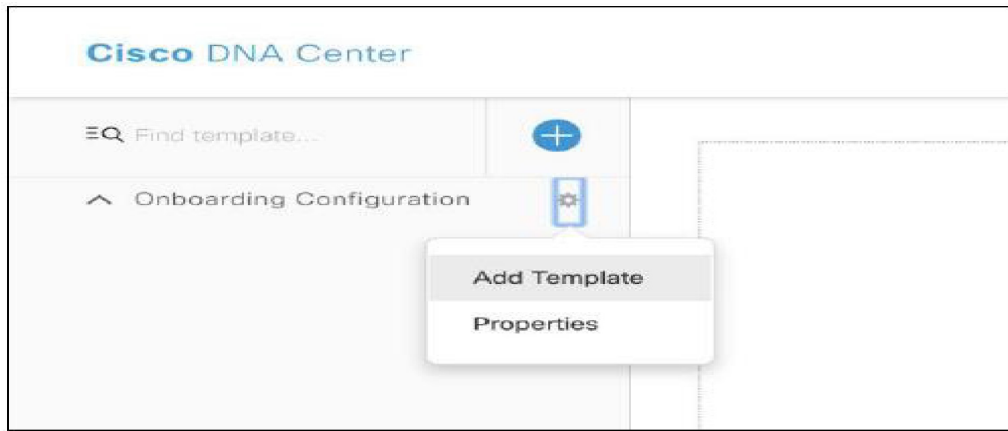 Cisco DNA Center
Find template...
Onboarding Configuration
Add Template
Properties